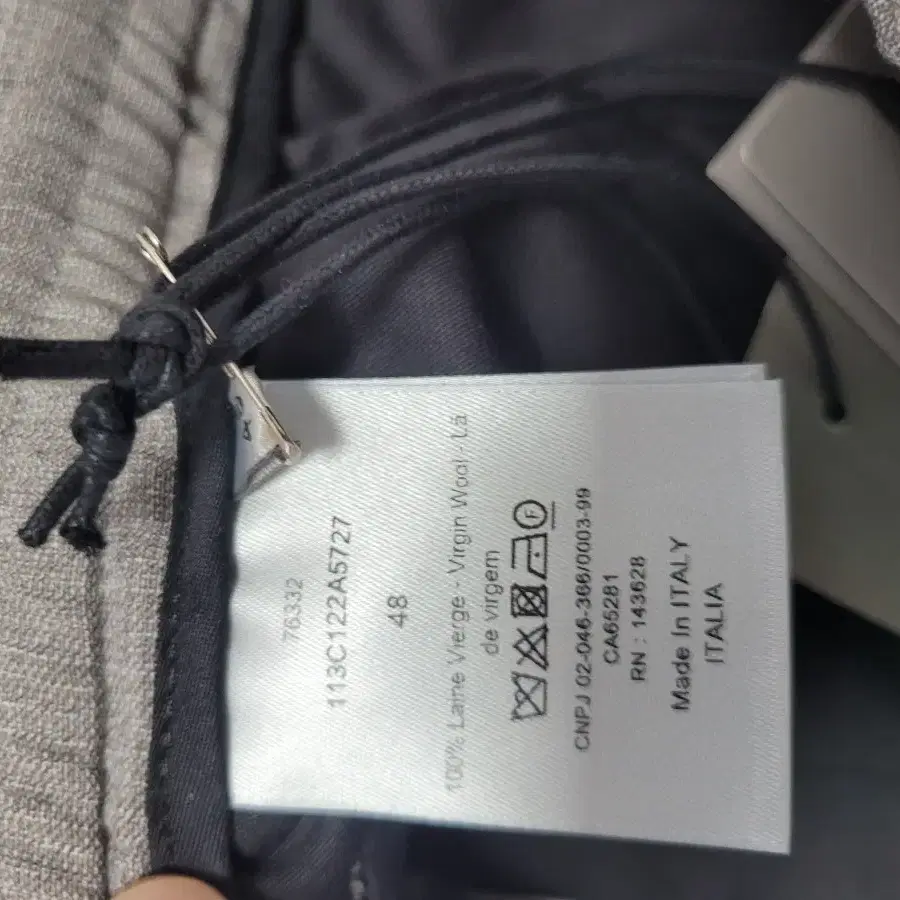 76332
113C122A5727
48
100% Laine Vierge - Virgin Wool - Lã
de virgem
F
CNPJ 02-046-366/0003-99
CA65281
RN : 143628
Made In ITALY
ITALIA